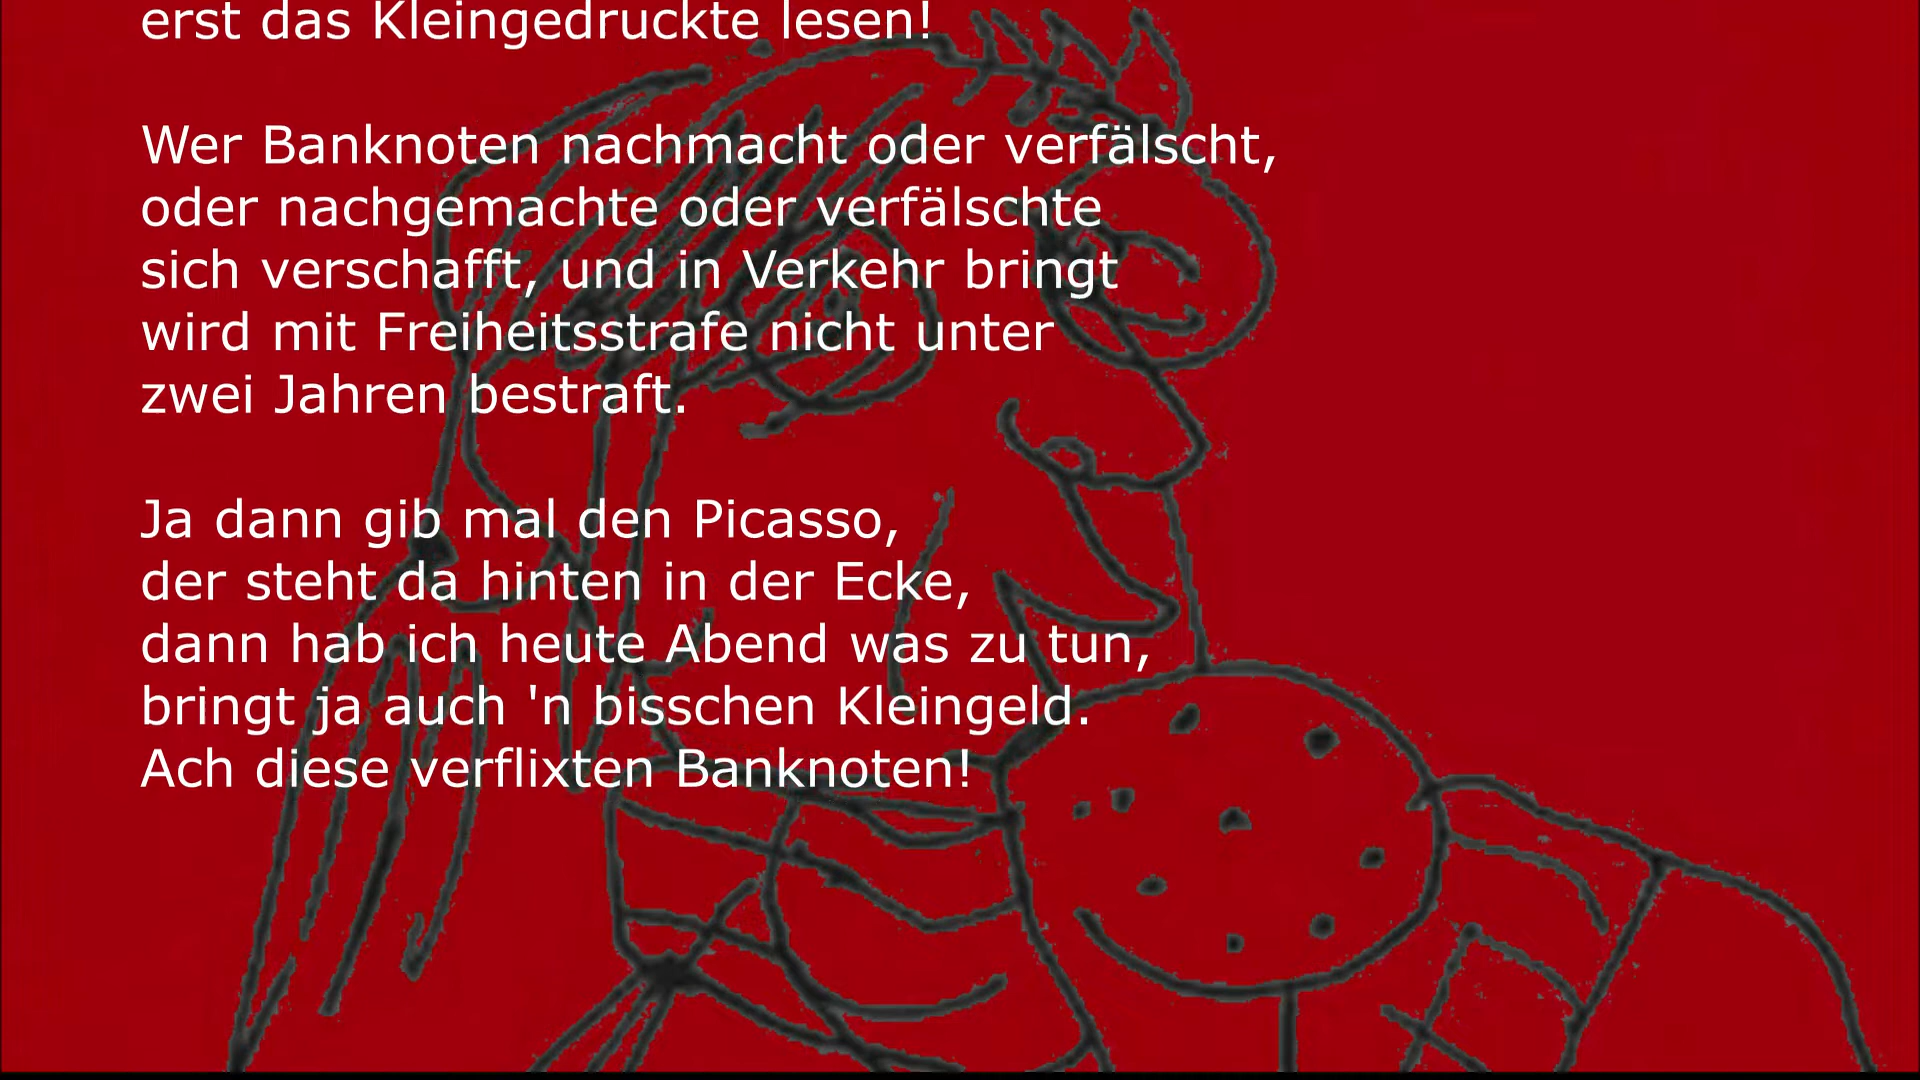 erst das Kleingedruckte lesen!
Wer Banknoten nachmacht oder verfälscht,
oder nachgemachte oder verfälschte
sich verschafft, und in Verkehr bringt
wird mit Freiheitsstrafe nicht unter
zwei Jahren bestraft.
Ja dann gib mal den Picasso,
der steht da hinten in der Ecke,
dann hab ich heute Abend was zu tun,
bringt ja auch 'n bisschen Kleingeld.
Ach diese verflixten Banknoten!